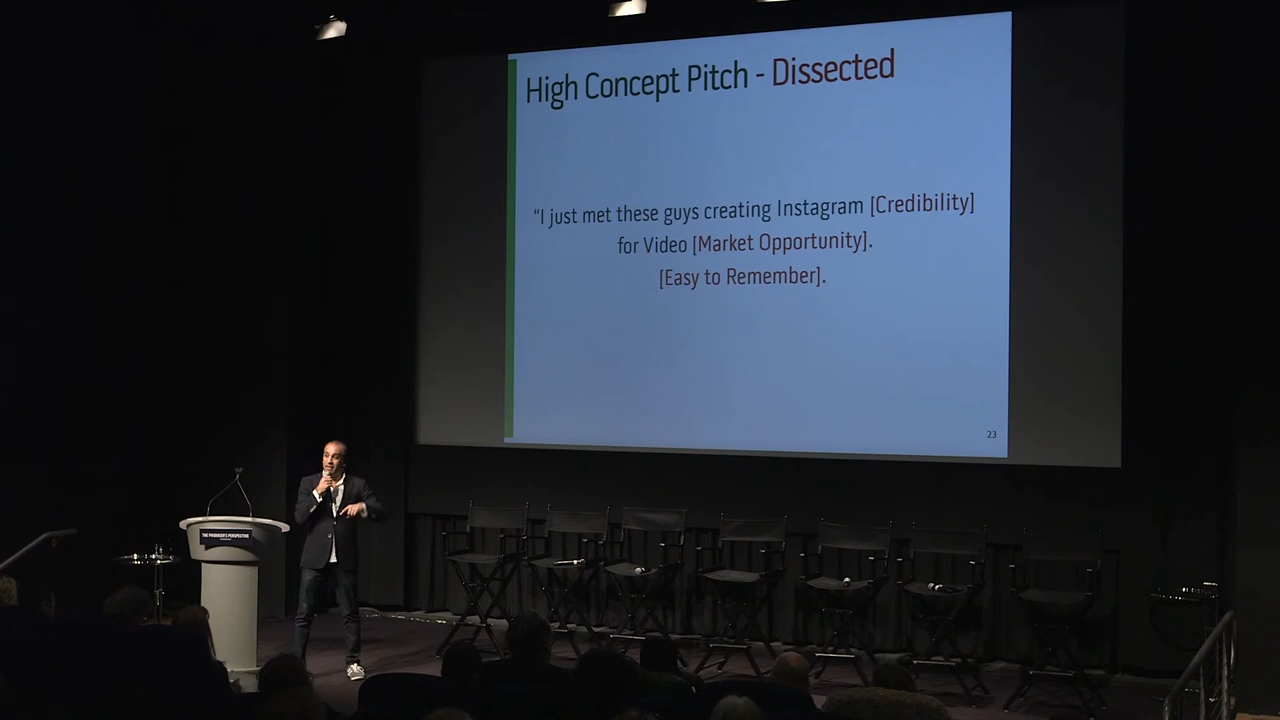 High Concept Pitch - Dissected
“I just met these guys creating Instagram [Credibility]
for Video [Market Opportunity].
[Easy to Remember].
23
THE PRODUCER'S PERSPECTIVE